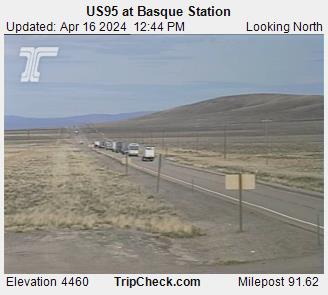 US95 at Basque Station
Updated: Apr 16 2024 12:44 PM Looking North
Elevation 4460 TripCheck.com Milepost 91.62